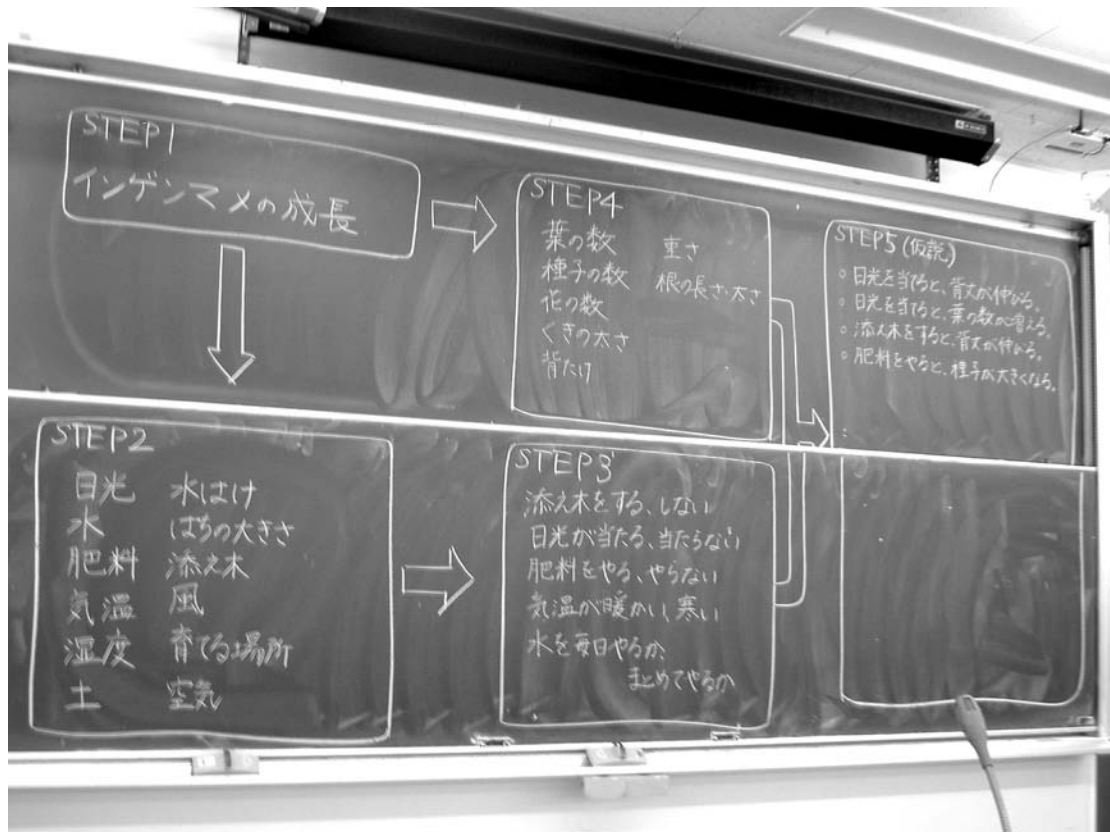 STEP1
インゲンマメの成長
STEP2
日光 水はけ
水 はちの大きさ
肥料 添え木
気温 風
湿度 育てる場所
土 空気
STEP3
添え木をする、しない
日光が当たる、当たらない
肥料をやる、やらない
気温が暖かい、寒い
水を毎日やるか、
まとめてやるか
STEP4
葉の数 重さ
種子の数 根の長さ・太さ
花の数
くきの太さ
背たけ
STEP5(仮説)
○日光を当てると、背丈が伸びる。
○日光を当てると、葉の数が増える。
○添え木をすると、背丈が伸びる。
○肥料をやると、種子が大きくなる。